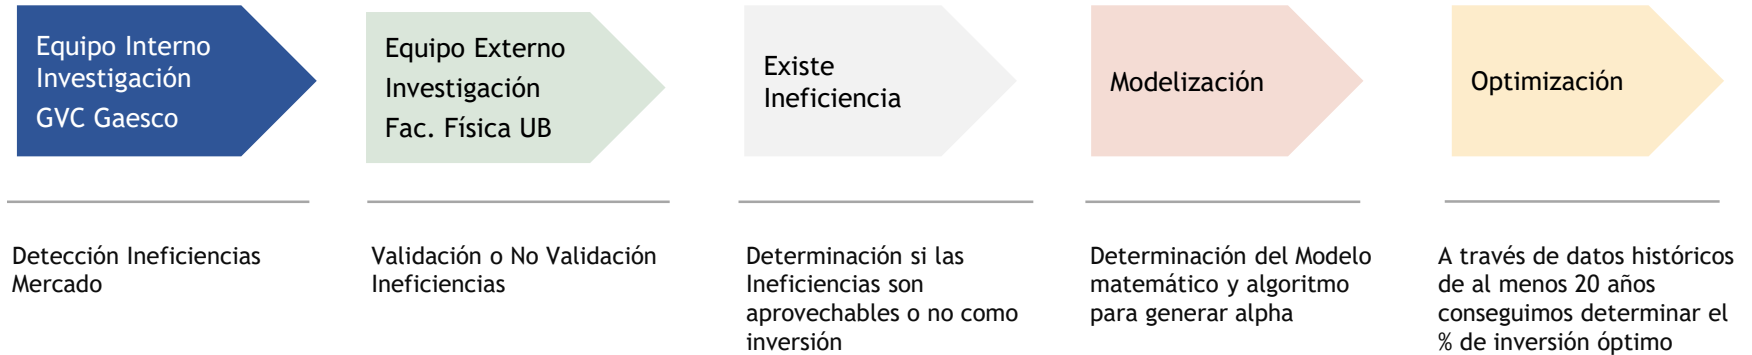 Equipo Interno
Investigación
GVC Gaesco
Equipo Externo
Investigación
Fac. Física UB
Existe
Ineficiencia
Modelización
Optimización
Detección Ineficiencias
Mercado
Validación o No Validación
Ineficiencias
Determinación si las
Ineficiencias son
aprovechables o no como
inversión
Determinación del Modelo
matemático y algoritmo
para generar alpha
A través de datos históricos
de al menos 20 años
conseguimos determinar el
% de inversión óptimo